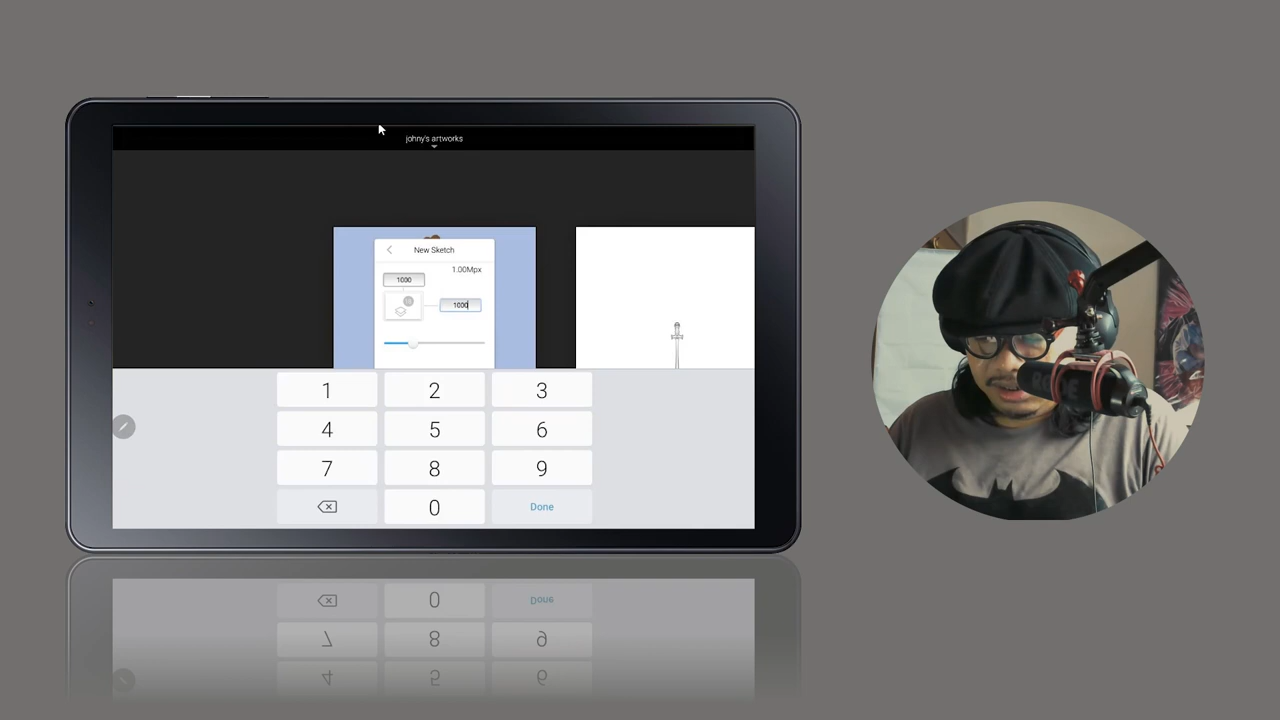 johny's artworks
New Sketch
1.00Mpx
1000
1000
1 2 3
4 5 6
7 8 9
0 Done
RODE